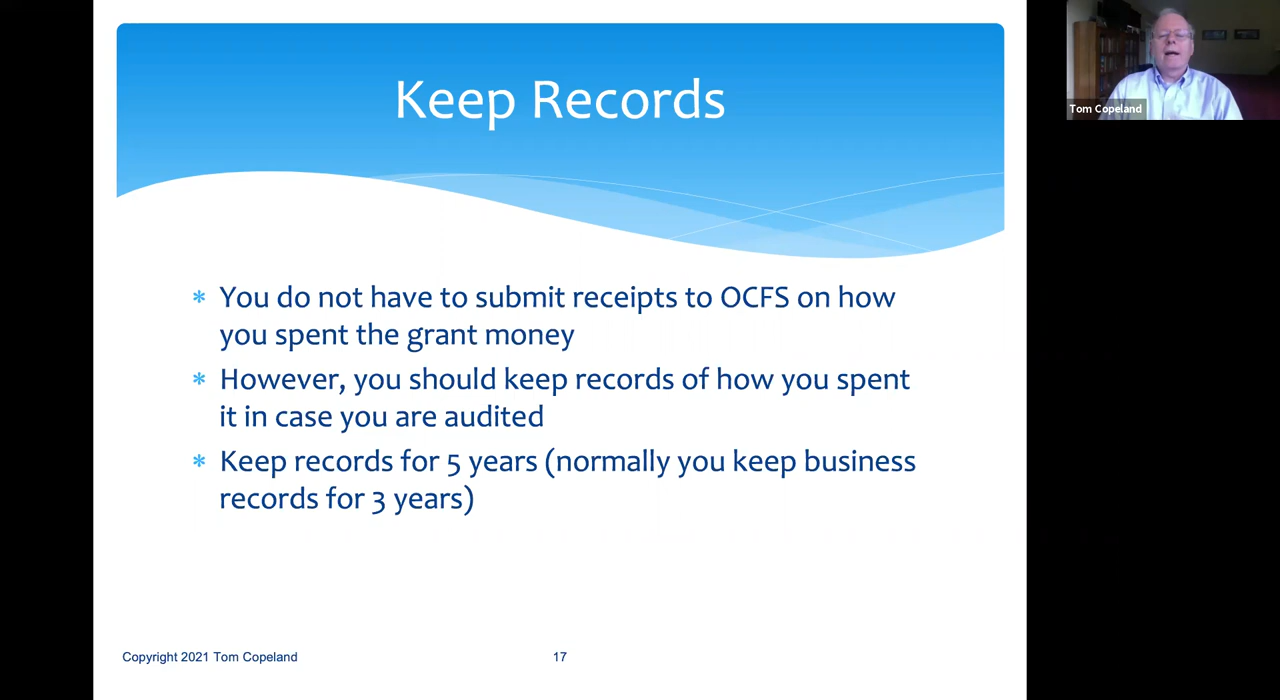 Keep Records
Tom Copeland
* You do not have to submit receipts to OCFS on how
you spent the grant money
* However, you should keep records of how you spent
it in case you are audited
* Keep records for 5 years (normally you keep business
records for 3 years)
Copyright 2021 Tom Copeland
17